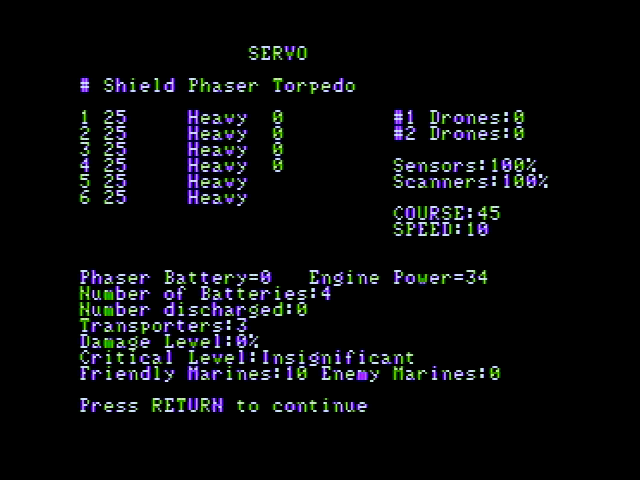 SERVO
# Shield Phaser Torpedo
1 25 Heavy 0 #1 Drones:0
2 25 Heavy 0 #2 Drones:0
3 25 Heavy 0
4 25 Heavy 0 Sensors:100%
5 25 Heavy Scanners:100%
6 25 Heavy
COURSE:45
SPEED:10
Phaser Battery=0 Engine Power=34
Number of Batteries:4
Number discharged:0
Transporters:3
Damage Level:0%
Critical Level:Insignificant
Friendly Marines:10 Enemy Marines:0
Press RETURN to continue